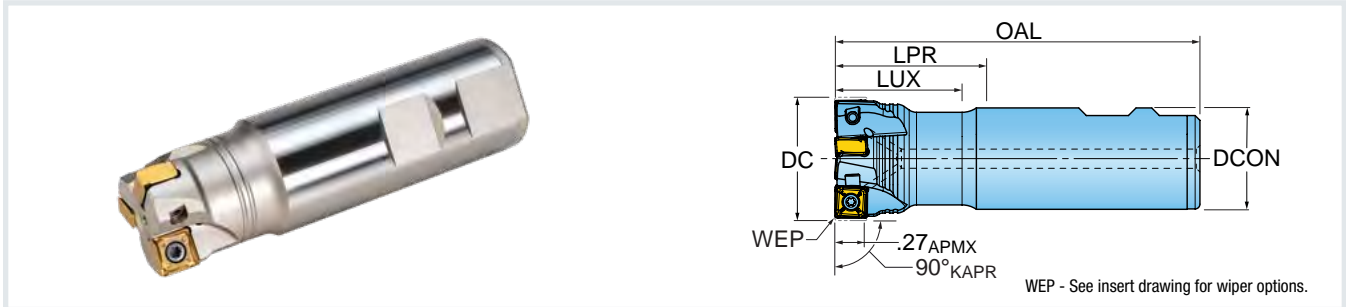 OAL
LPR
LUX
DC
DCON
WEP
.27APMX
90°KAPR
WEP - See insert drawing for wiper options.